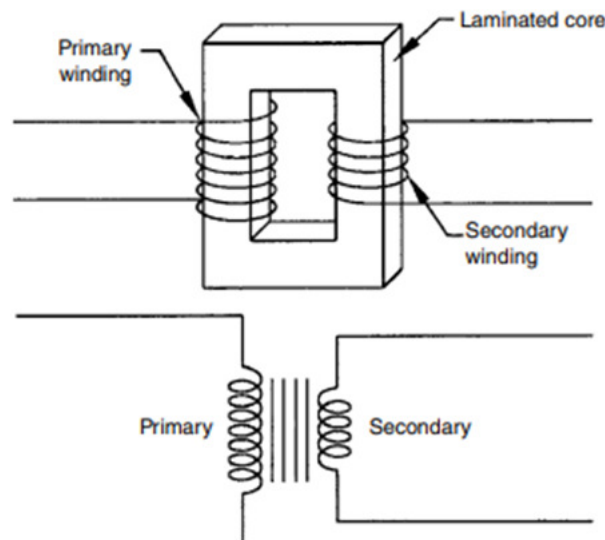 Laminated core
Primary
winding
Secondary
winding
Primary
Secondary